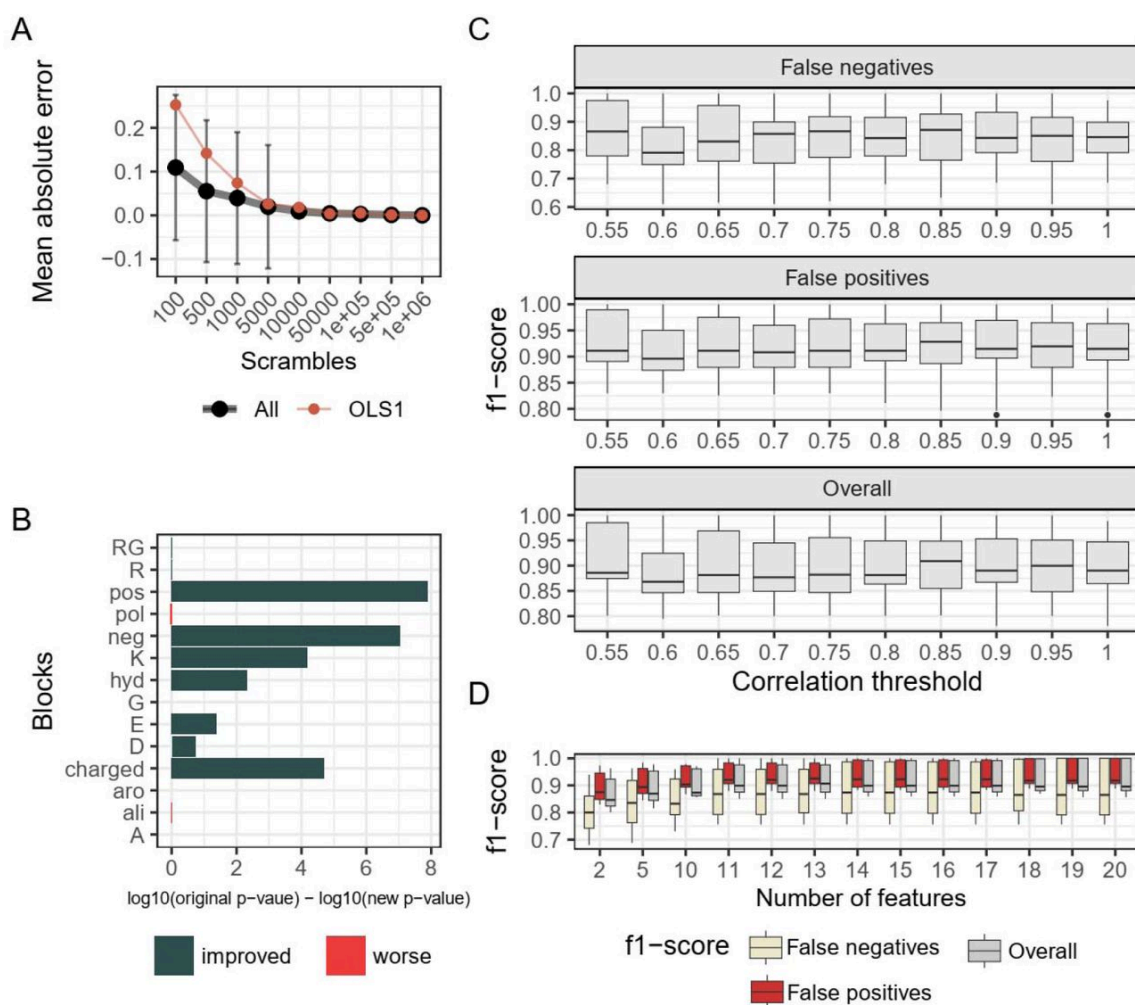 A
Mean absolute error
0.2
0.1
0.0
−0.1
100
500
1000
5000
10000
50000
1e+05
5e+05
1e+06
Scrambles
All
OLS1
B
Blocks
RG
R
pos
pol
neg
K
hyd
G
E
D
charged
aro
ali
A
0 2 4 6 8
log10(original p−vaue) − log10(new p−value)
improved
worse
C
f1−score
False negatives
1.0
0.9
0.8
0.7
0.6
0.55 0.6 0.65 0.7 0.75 0.8 0.85 0.9 0.95 1
False positives
1.00
0.95
0.90
0.85
0.80
0.55 0.6 0.65 0.7 0.75 0.8 0.85 0.9 0.95 1
Overall
1.00
0.95
0.90
0.85
0.80
0.55 0.6 0.65 0.7 0.75 0.8 0.85 0.9 0.95 1
Correlation threshold
D
f1−score
1.0
0.9
0.8
0.7
2 5 10 11 12 13 14 15 16 17 18 19 20
Number of features
f1−score
False negatives
Overall
False positives